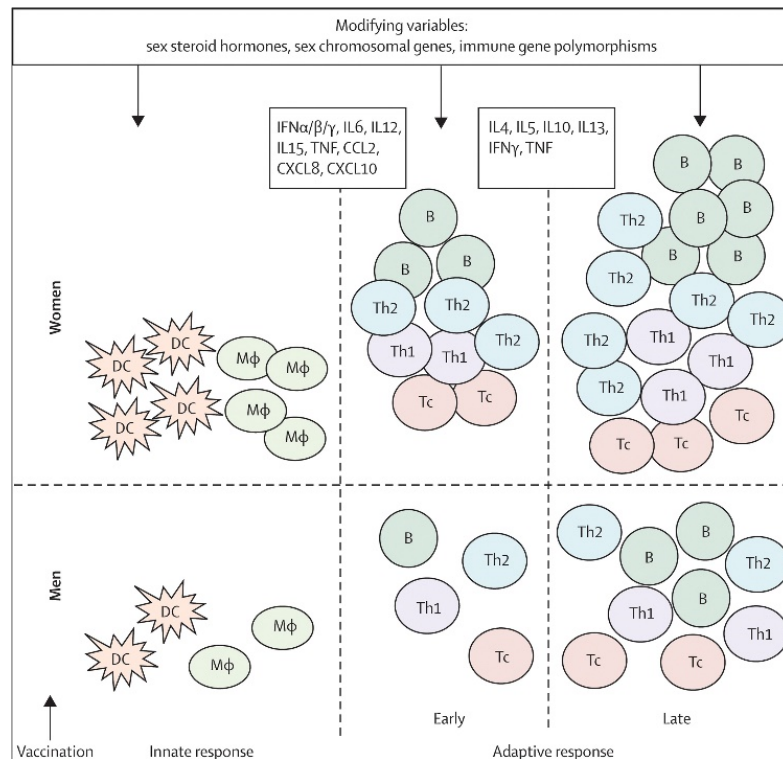 Modifying variables:
sex steroid hormones, sex chromosomal genes, immune gene polymorphisms
IFNα/β/γ, IL6, IL12,
IL15, TNF, CCL2,
CXCL8, CXCL10
IL4, IL5, IL10, IL13,
IFNγ, TNF
Women
DC
DC
DC
DC
Mϕ
Mϕ
Mϕ
Mϕ
B
B
B
Th2
Th2
Th2
Th1
Th1
Tc
Tc
B
B
B
B
B
B
Th2
Th2
Th2
Th2
Th2
Th2
Th1
Th1
Th1
Tc
Tc
Tc
Men
DC
DC
Mϕ
Mϕ
B
Th2
Th1
Tc
Th2
B
B
Th2
B
Th1
Th1
Tc
Tc
Early
Late
Vaccination
Innate response
Adaptive response